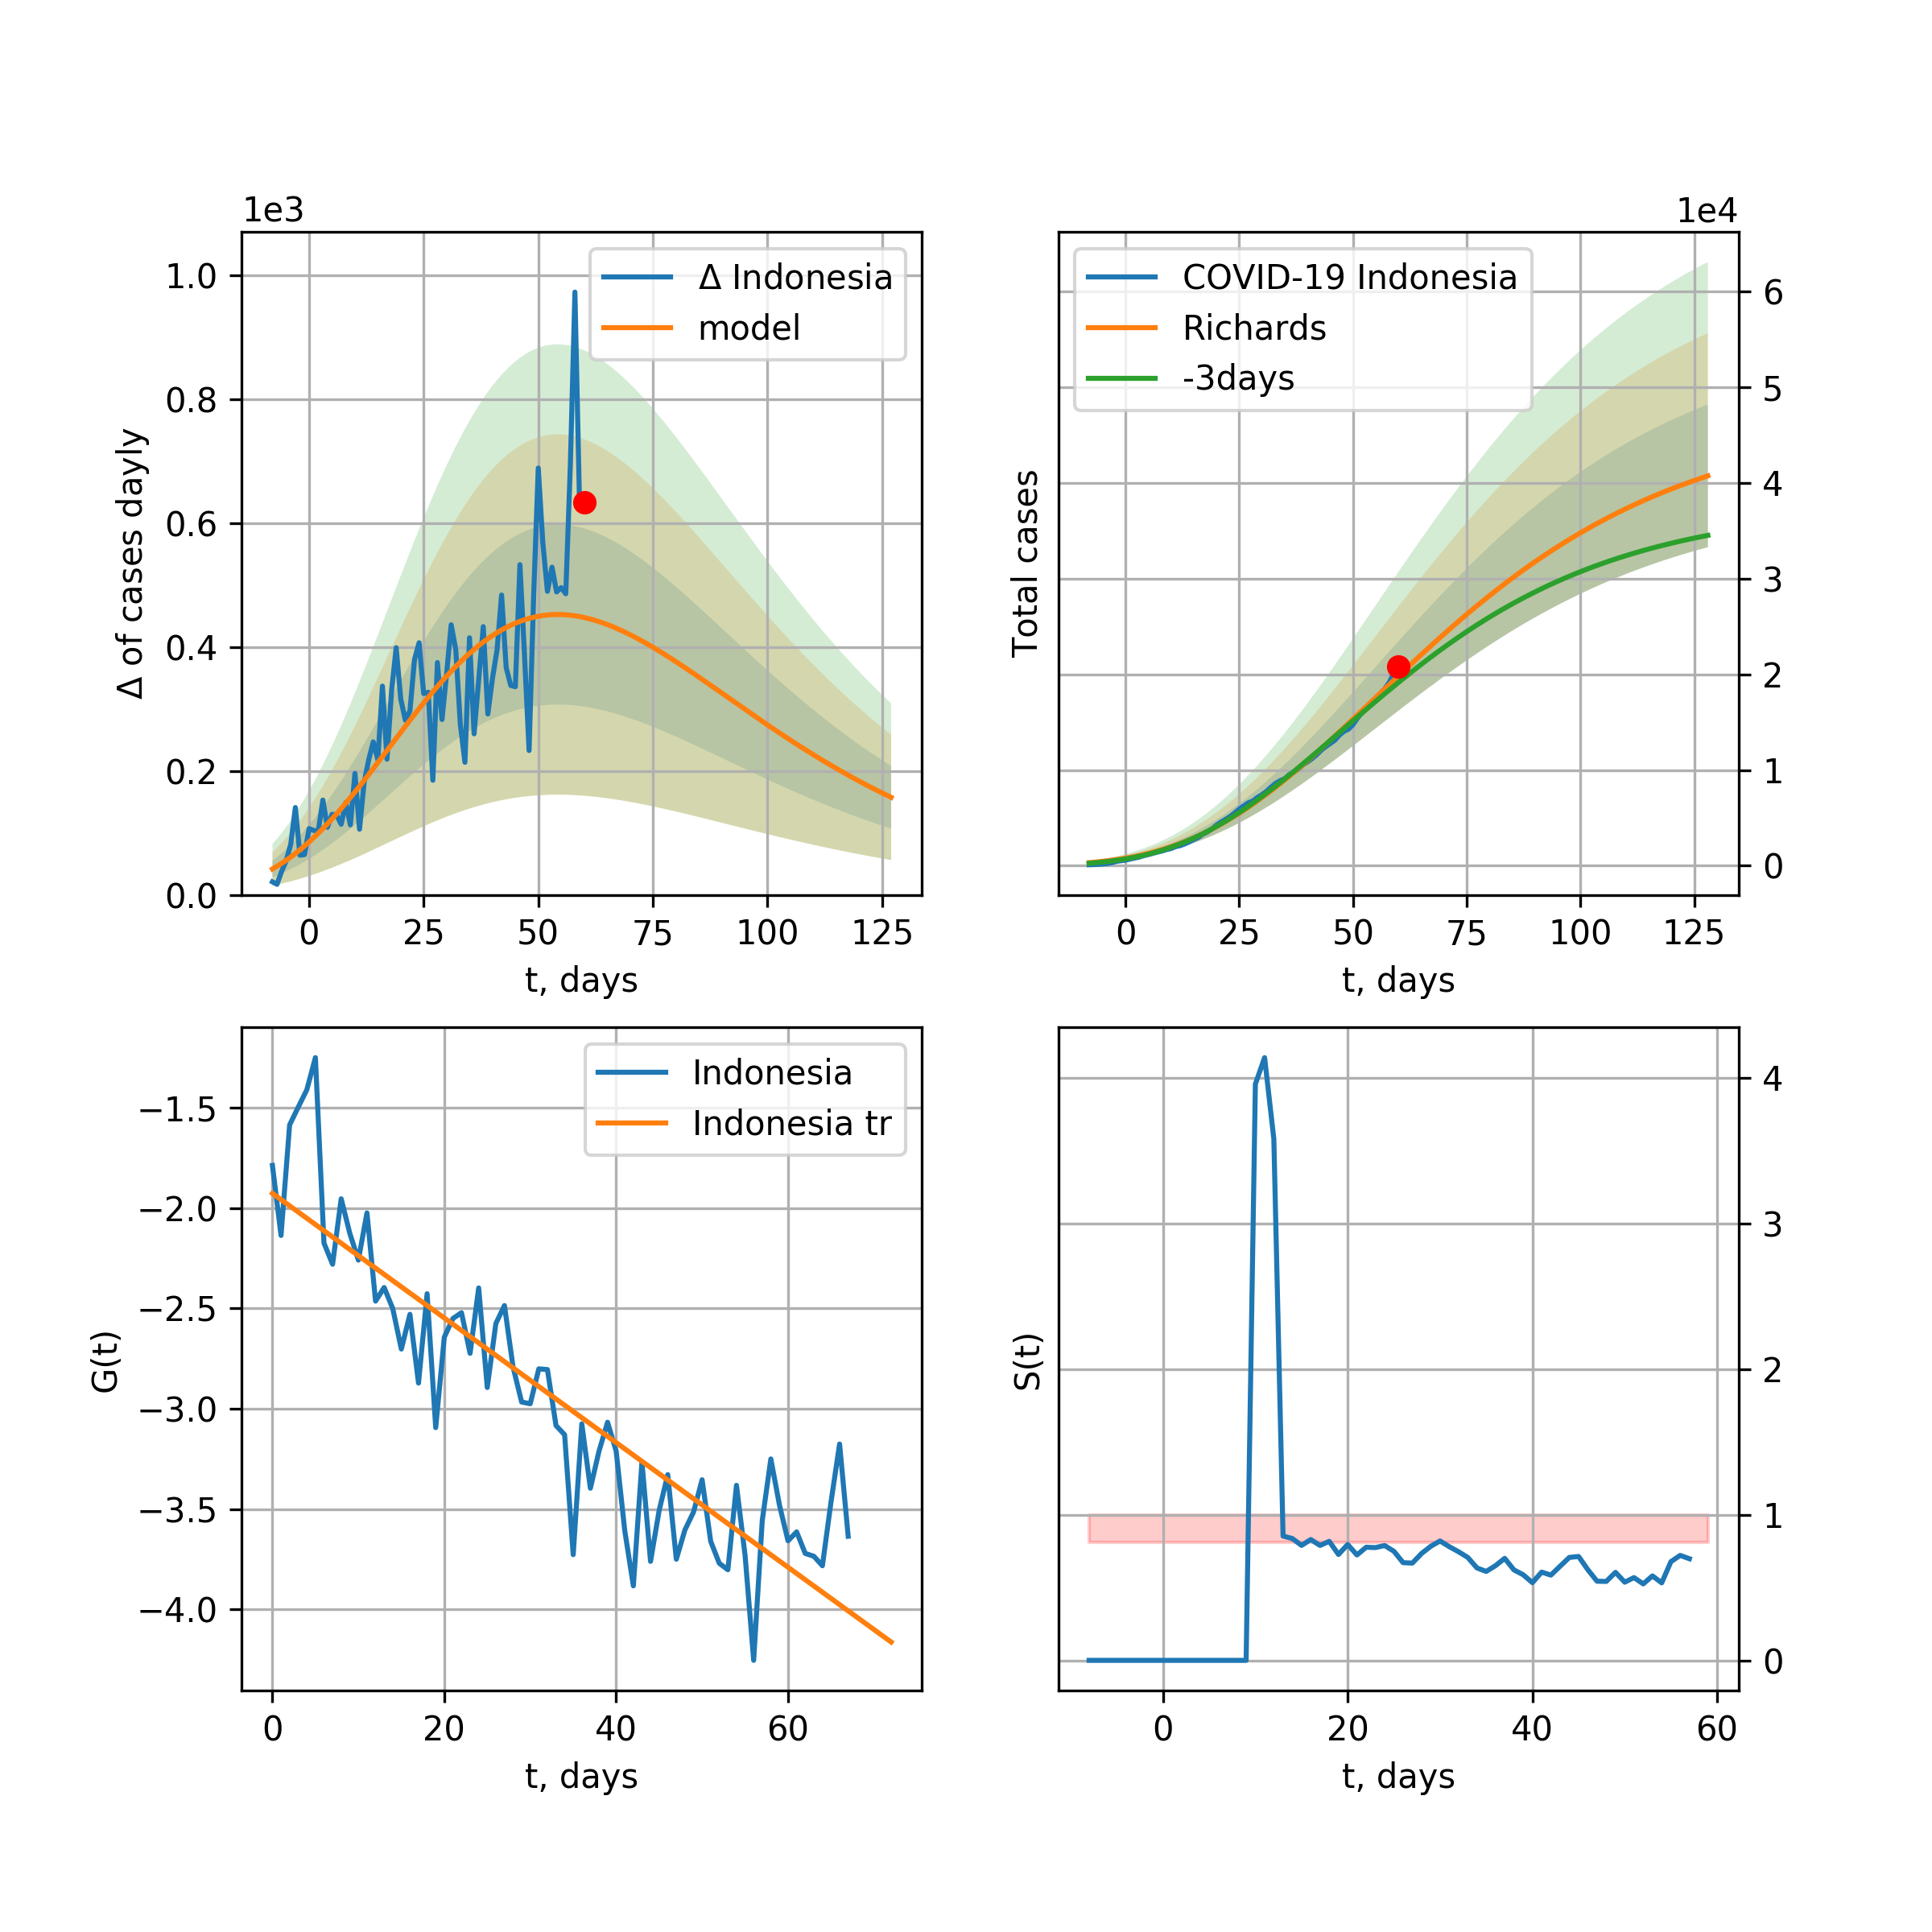 1e3
1.0
0.8
0.6
0.4
0.2
0.0
Δ of cases dayly
Δ Indonesia
model
0 25 50 75 100 125
t, days
1e4
COVID-19 Indonesia
Richards
-3days
6
5
4
3
2
1
0
Total cases
0 25 50 75 100 125
t, days
−1.5
−2.0
−2.5
−3.0
−3.5
−4.0
G(t)
Indonesia
Indonesia tr
0 20 40 60
t, days
4
3
2
1
0
S(t)
0 20 40 60
t, days